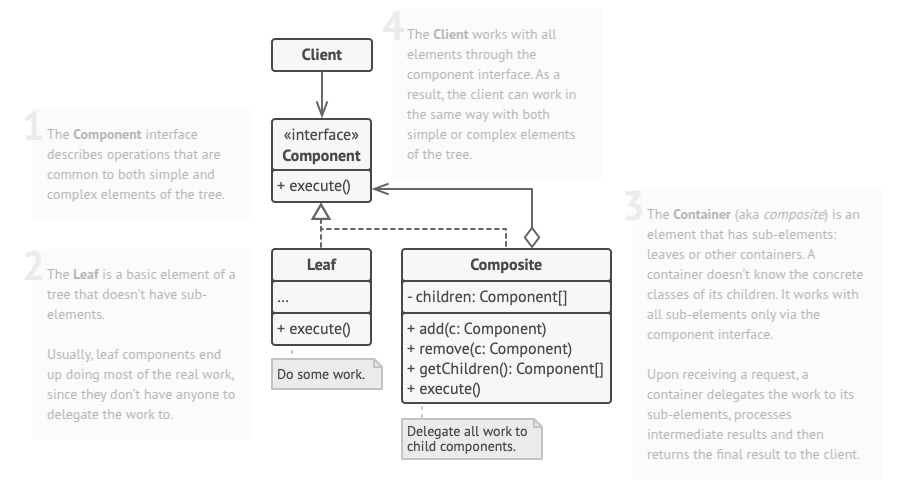 4
The Client works with all
elements through the
component interface. As a
result, the client can work in
the same way with both
simple or complex elements
of the tree.
Client
1
The Component interface
describes operations that are
common to both simple and
complex elements of the tree.
«interface»
Component
+ execute()
2
The Leaf is a basic element of a
tree that doesn't have sub-
elements.
Usually, leaf components end
up doing most of the real work,
since they don't have anyone to
delegate the work to.
Leaf
...
+ execute()
Do some work.
Composite
- children: Component[]
+ add(c: Component)
+ remove(c: Component)
+ getChildren(): Component[]
+ execute()
Delegate all work to
child components.
3
The Container (aka composite) is an
element that has sub-elements:
leaves or other containers. A
container doesn't know the concrete
classes of its children. It works with
all sub-elements only via the
component interface.
Upon receiving a request, a
container delegates the work to its
sub-elements, processes
intermediate results and then
returns the final result to the client.